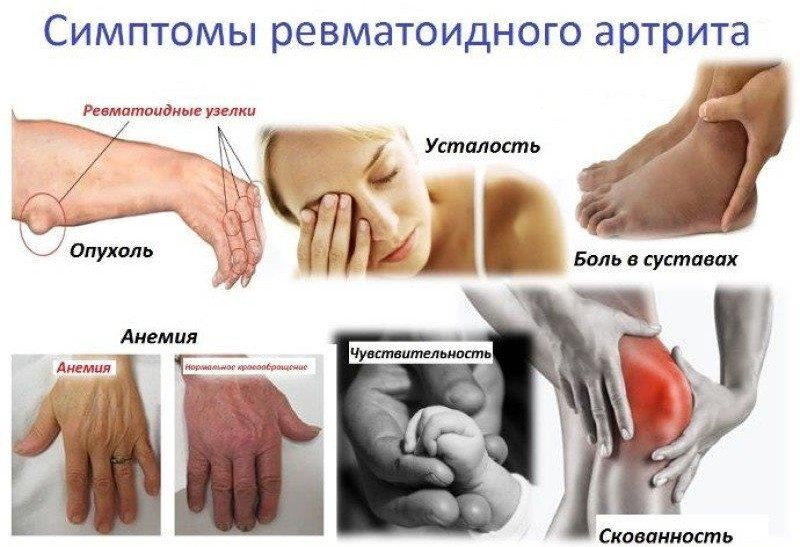 Симптомы ревматоидного артрита
Ревматоидные узелки
Усталость
Опухоль
Боль в суставах
Анемия
Анемия
Нормальное кровообращение
Чувствительность
Скованность